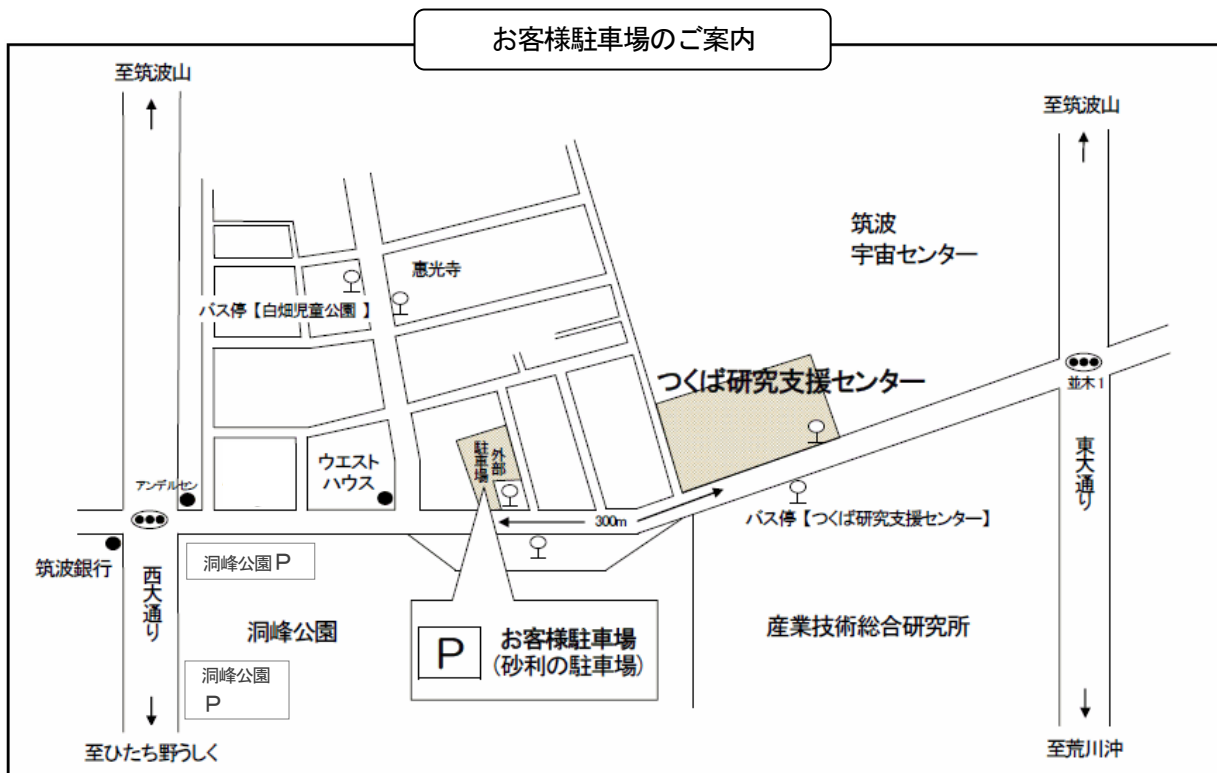 お客様駐車場のご案内
至筑波山
至筑波山
筑波
宇宙センター
恵光寺
バス停【白畑児童公園 】
つくば研究支援センター
並木1
ウエスト
ハウス
外部
駐車場
アンデルセン
東大通り
300m
バス停【つくば研究支援センター】
筑波銀行
西大通り
洞峰公園 P
洞峰公園
産業技術総合研究所
P
お客様駐車場
(砂利の駐車場)
洞峰公園
P
至ひたち野うしく
至荒川沖